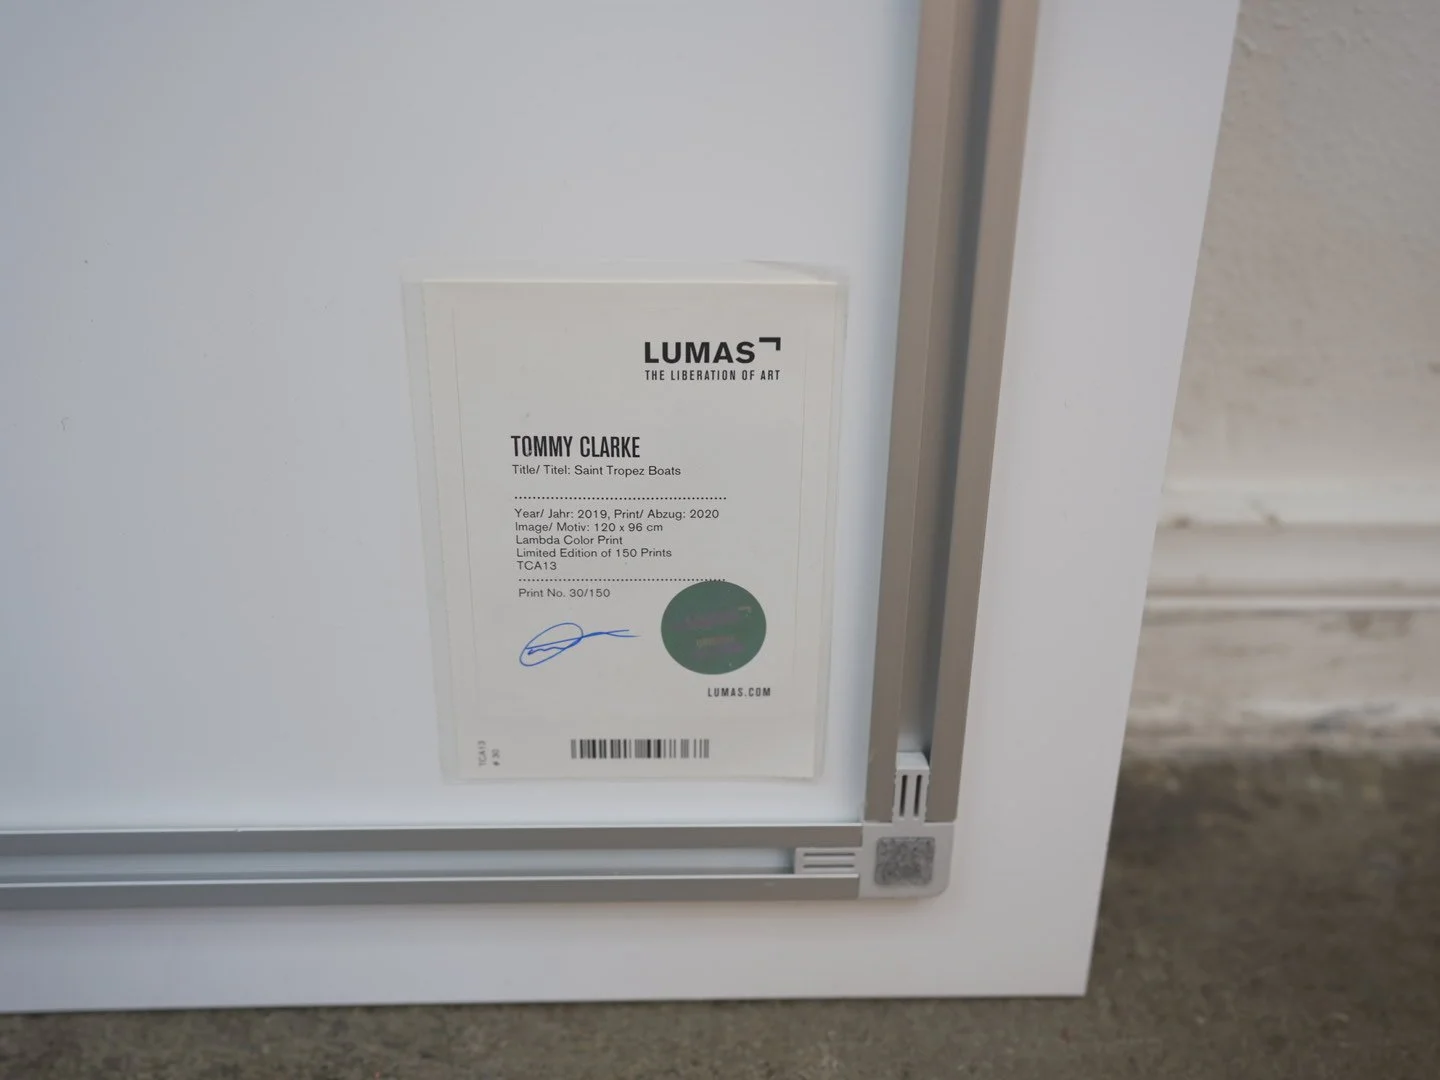 LUMAS
THE LIBERATION OF ART
TOMMY CLARKE
Title/ Titel: Saint Tropez Boats
Year/ Jahr: 2019, Print/ Abzug: 2020
Image/ Motiv: 120 x 96 cm
Lambda Color Print
Limited Edition of 150 Prints
TCA13
Print No. 30/150
LUMAS.COM
TCA13
# 30